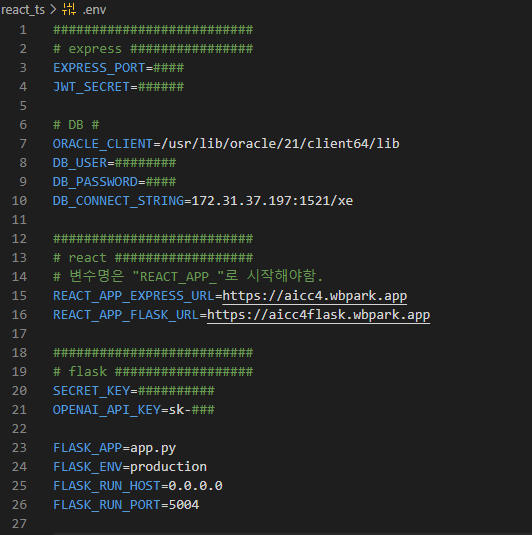 react_ts > .env
1 ##########################
2 # express ################
3 EXPRESS_PORT=####
4 JWT_SECRET=######
5
6 # DB #
7 ORACLE_CLIENT=/usr/lib/oracle/21/client64/lib
8 DB_USER=########
9 DB_PASSWORD=####
10 DB_CONNECT_STRING=172.31.37.197:1521/xe
11
12 ##########################
13 # react ##################
14 # 변수명은 "REACT_APP_"로 시작해야함.
15 REACT_APP_EXPRESS_URL=https://aicc4.wbpark.app
16 REACT_APP_FLASK_URL=https://aicc4flask.wbpark.app
17
18 ##########################
19 # flask ##################
20 SECRET_KEY=##########
21 OPENAI_API_KEY=sk-###
22
23 FLASK_APP=app.py
24 FLASK_ENV=production
25 FLASK_RUN_HOST=0.0.0.0
26 FLASK_RUN_PORT=5004
27